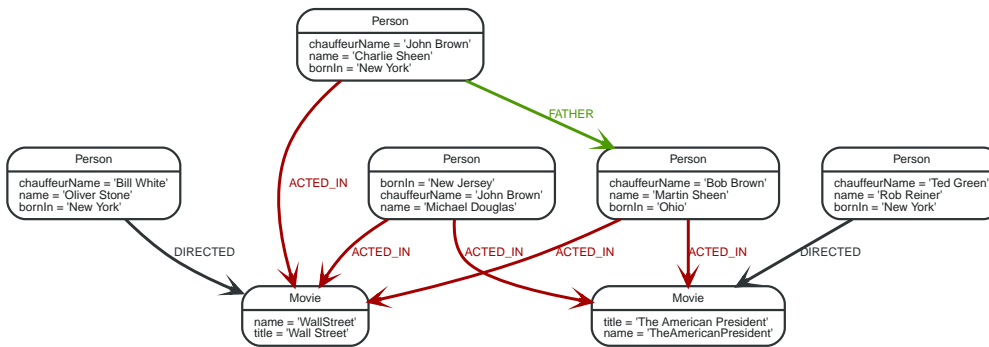 Person
chauffeurName = 'John Brown'
name = 'Charlie Sheen'
bornIn = 'New York'
FATHER
Person
chauffeurName = 'Bill White'
name = 'Oliver Stone'
bornIn = 'New York'
ACTED_IN
Person
bornIn = 'New Jersey'
chauffeurName = 'John Brown'
name = 'Michael Douglas'
Person
chauffeurName = 'Bob Brown'
name = 'Martin Sheen'
bornIn = 'Ohio'
Person
chauffeurName = 'Ted Green'
name = 'Rob Reiner'
bornIn = 'New York'
DIRECTED
ACTED_IN
ACTED_IN
ACTED_IN
ACTED_IN
DIRECTED
Movie
name = 'WallStreet'
title = 'Wall Street'
Movie
title = 'The American President'
name = 'TheAmericanPresident'